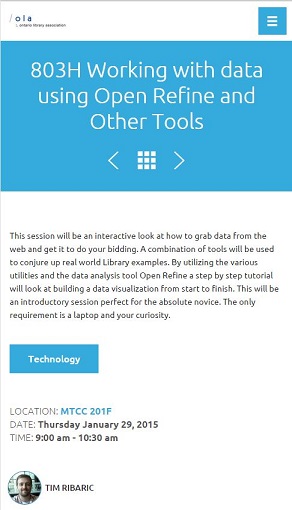 / o l a
ontario library association
803H Working with data
using Open Refine and
Other Tools
This session will be an interactive look at how to grab data from the
web and get it to do your bidding. A combination of tools will be used
to conjure up real world Library examples. By utilizing the various
utilities and the data analysis tool Open Refine a step by step tutorial
will look at building a data visualization from start to finish. This will be
an introductory session perfect for the absolute novice. The only
requirement is a laptop and your curiosity.
Technology
LOCATION: MTCC 201F
DATE: Thursday January 29, 2015
TIME: 9:00 am - 10:30 am
TIM RIBARIC